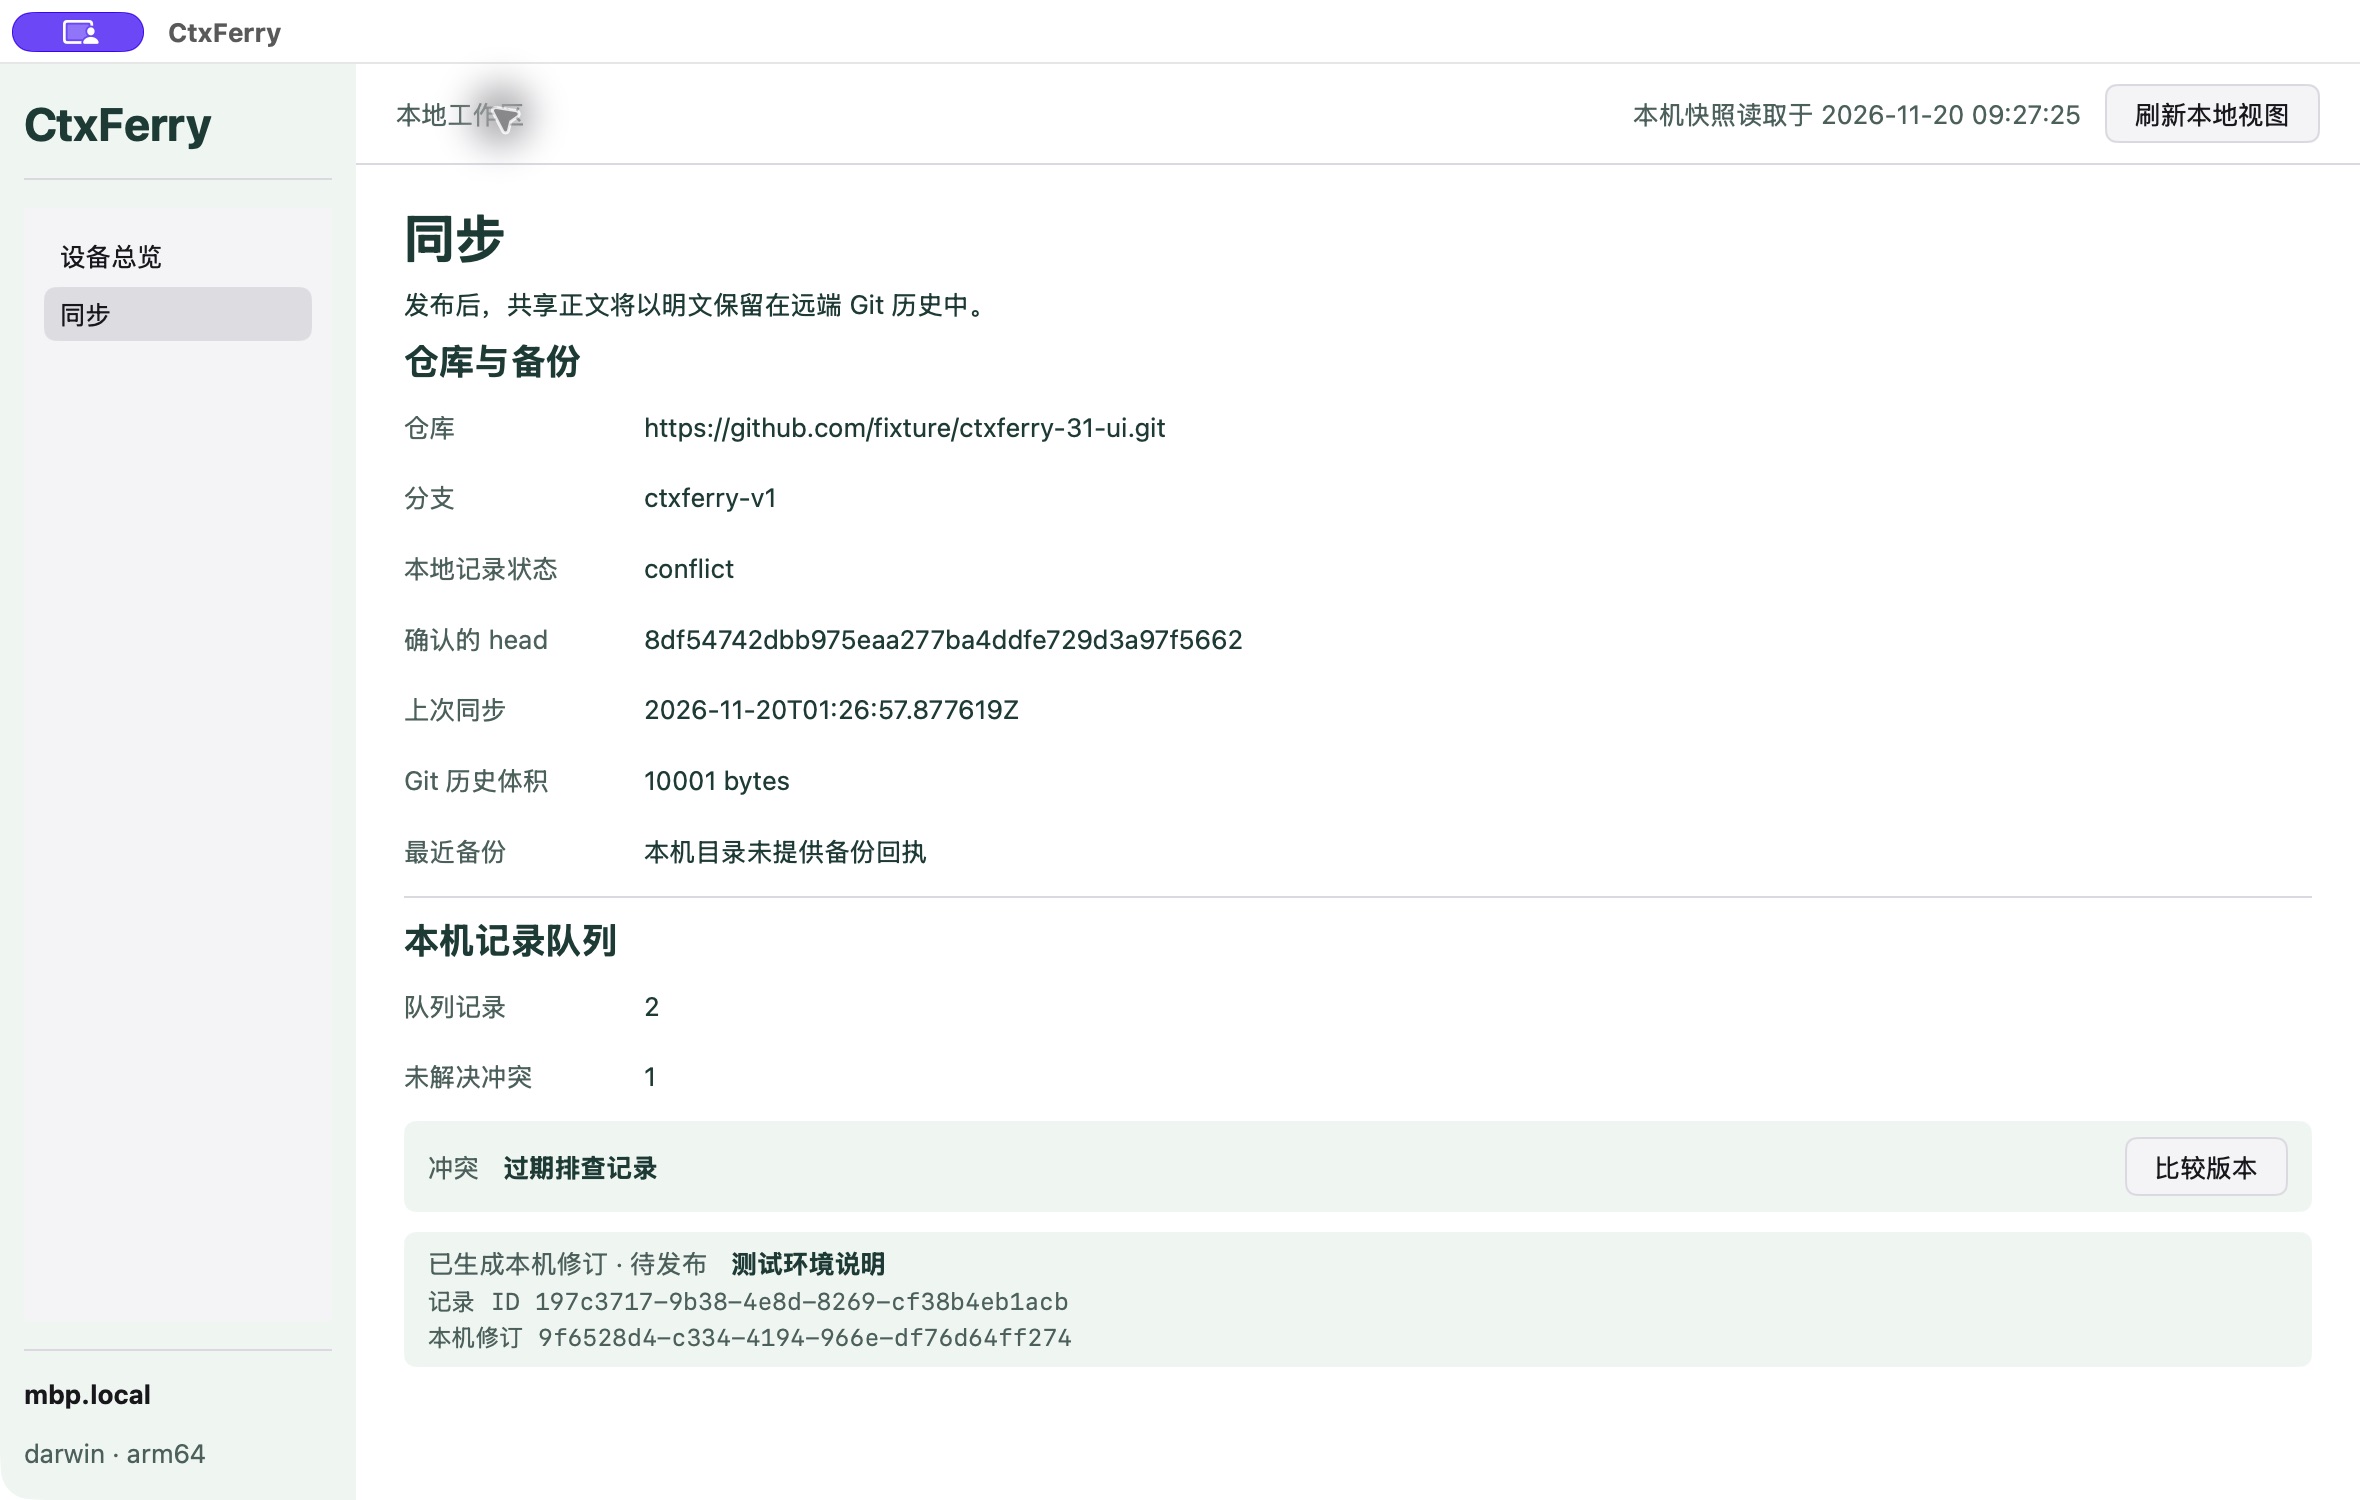 CtxFerry
CtxFerry
设备总览
同步
mbp.local
darwin · arm64
本地工作区
本机快照读取于 2026-11-20 09:27:25
刷新本地视图
同步
发布后，共享正文将以明文保留在远端 Git 历史中。
仓库与备份
仓库 https://github.com/fixture/ctxferry-31-ui.git
分支 ctxferry-v1
本地记录状态 conflict
确认的 head 8df54742dbb975eaa277ba4ddfe729d3a97f5662
上次同步 2026-11-20T01:26:57.877619Z
Git 历史体积 10001 bytes
最近备份 本机目录未提供备份回执
本机记录队列
队列记录 2
未解决冲突 1
冲突 过期排查记录
比较版本
已生成本机修订 · 待发布 测试环境说明
记录 ID 197c3717-9b38-4e8d-8269-cf38b4eb1acb
本机修订 9f6528d4-c334-4194-966e-df76d64ff274